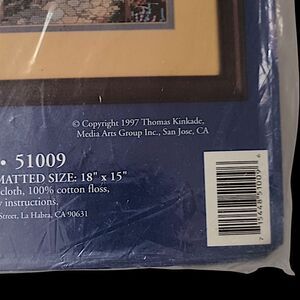 © Copyright 1997 Thomas Kinkade,
Media Arts Group Inc., San Jose, CA
• 51009
MATTED SIZE: 18" x 15"
cloth, 100% cotton floss,
instructions.
Street, La Habra, CA 90631